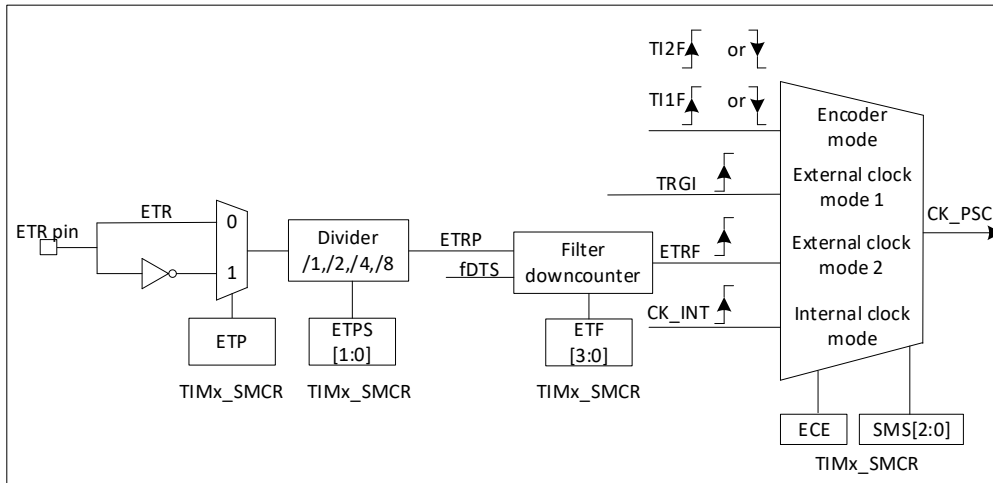 TI2F or
TI1F or
Encoder
mode
TRGI
External clock
mode 1
CK_PSC
ETR pin
ETR
0
1
Divider
/1,/2,/4,/8
ETRP
fDTS
Filter
downcounter
ETRF
External clock
mode 2
CK_INT
Internal clock
mode
ETP
ETPS
[1:0]
ETF
[3:0]
TIMx_SMCR
TIMx_SMCR
TIMx_SMCR
ECE
SMS[2:0]
TIMx_SMCR